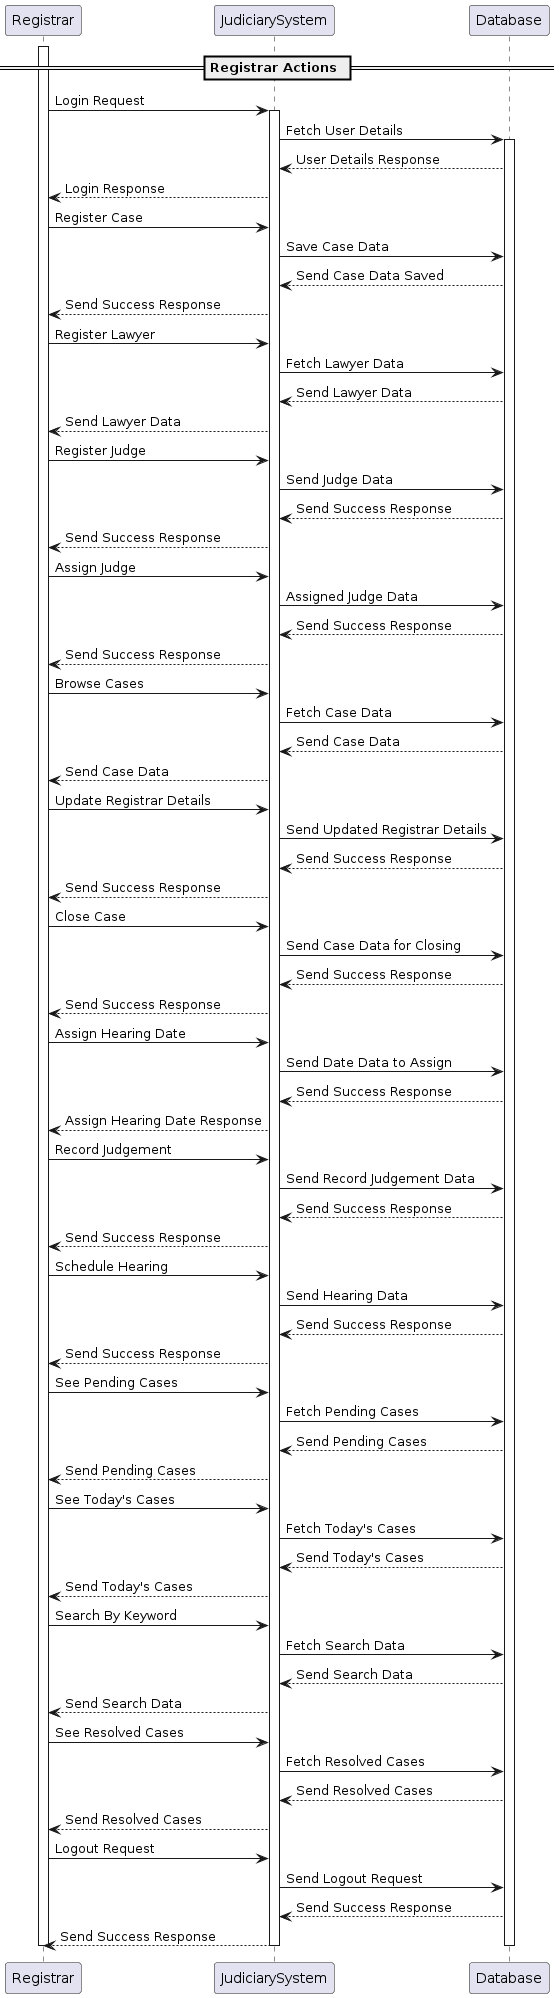 Registrar JudiciarySystem Database
Registrar Actions
Login Request
Fetch User Details
User Details Response
Login Response
Register Case
Save Case Data
Send Case Data Saved
Send Success Response
Register Lawyer
Fetch Lawyer Data
Send Lawyer Data
Send Lawyer Data
Register Judge
Send Judge Data
Send Success Response
Send Success Response
Assign Judge
Assigned Judge Data
Send Success Response
Send Success Response
Browse Cases
Fetch Case Data
Send Case Data
Send Case Data
Update Registrar Details
Send Updated Registrar Details
Send Success Response
Send Success Response
Close Case
Send Case Data for Closing
Send Success Response
Send Success Response
Assign Hearing Date
Send Date Data to Assign
Send Success Response
Assign Hearing Date Response
Record Judgement
Send Record Judgement Data
Send Success Response
Send Success Response
Schedule Hearing
Send Hearing Data
Send Success Response
Send Success Response
See Pending Cases
Fetch Pending Cases
Send Pending Cases
Send Pending Cases
See Today's Cases
Fetch Today's Cases
Send Today's Cases
Send Today's Cases
Search By Keyword
Fetch Search Data
Send Search Data
Send Search Data
See Resolved Cases
Fetch Resolved Cases
Send Resolved Cases
Send Resolved Cases
Logout Request
Send Logout Request
Send Success Response
Send Success Response
Registrar JudiciarySystem Database